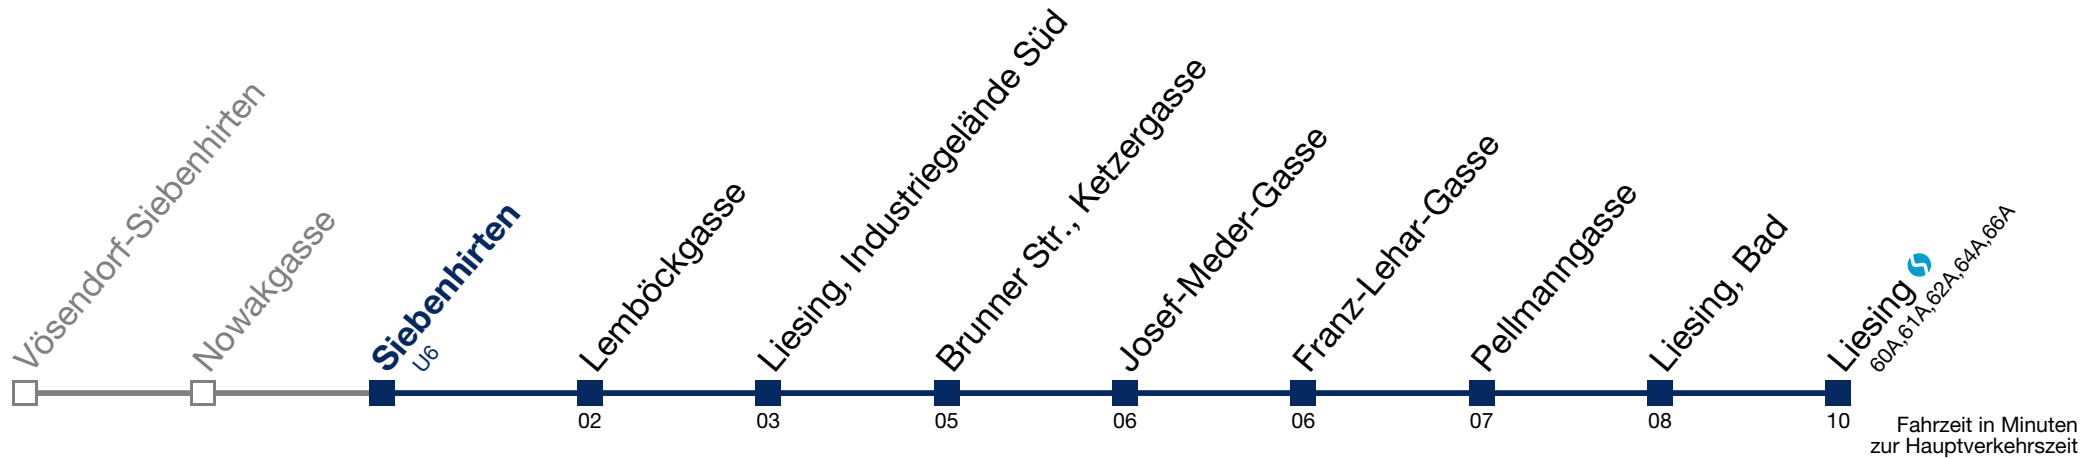 Vösendorf-Siebenhirten
Nowakgasse
Siebenhirten
U6
Lemböckgasse
02
Liesing, Industriegelände Süd
03
Brunner Str., Ketzergasse
05
Josef-Meder-Gasse
06
Franz-Lehar-Gasse
06
Pellmanngasse
07
Liesing, Bad
08
Liesing
60A,61A,62A,64A,66A
10
Fahrzeit in Minuten
zur Hauptverkehrszeit